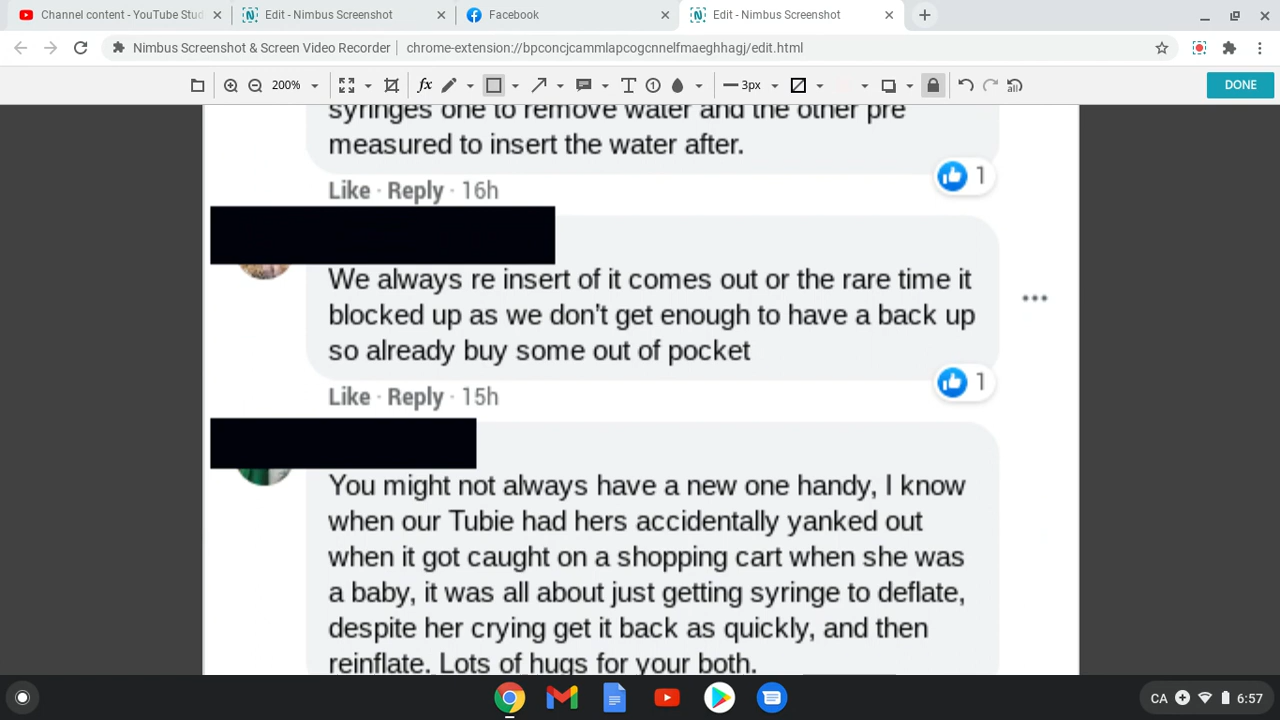 Channel content - YouTube Stud
Edit - Nimbus Screenshot
Facebook
Edit - Nimbus Screenshot
Nimbus Screenshot & Screen Video Recorder
chrome-extension://bpconcjcammlapcogcnnelfmaeghhagj/edit.html
200%
fx
T
1
3px
all
DONE
syringes one to remove water and the other pre
measured to insert the water after.
1
Like · Reply · 16h
We always re insert of it comes out or the rare time it
blocked up as we don't get enough to have a back up
so already buy some out of pocket
1
Like · Reply · 15h
You might not always have a new one handy, I know
when our Tubie had hers accidentally yanked out
when it got caught on a shopping cart when she was
a baby, it was all about just getting syringe to deflate,
despite her crying get it back as quickly, and then
reinflate. Lots of hugs for your both.
CA
6:57